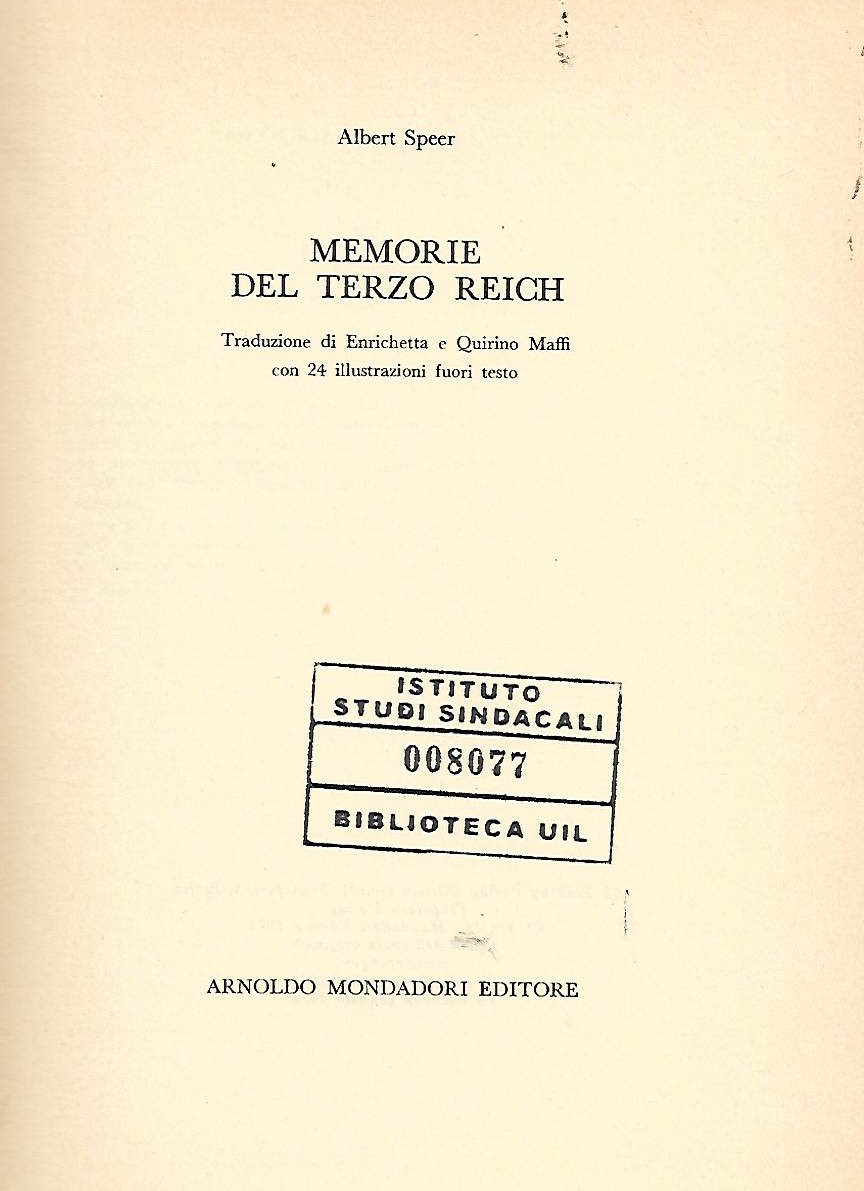 Albert Speer
MEMORIE
DEL TERZO REICH
Traduzione di Enrichetta e Quirino Maffi
con 24 illustrazioni fuori testo
ISTITUTO
STUDI SINDACALI
008077
BIBLIOTECA UIL
ARNOLDO MONDADORI EDITORE